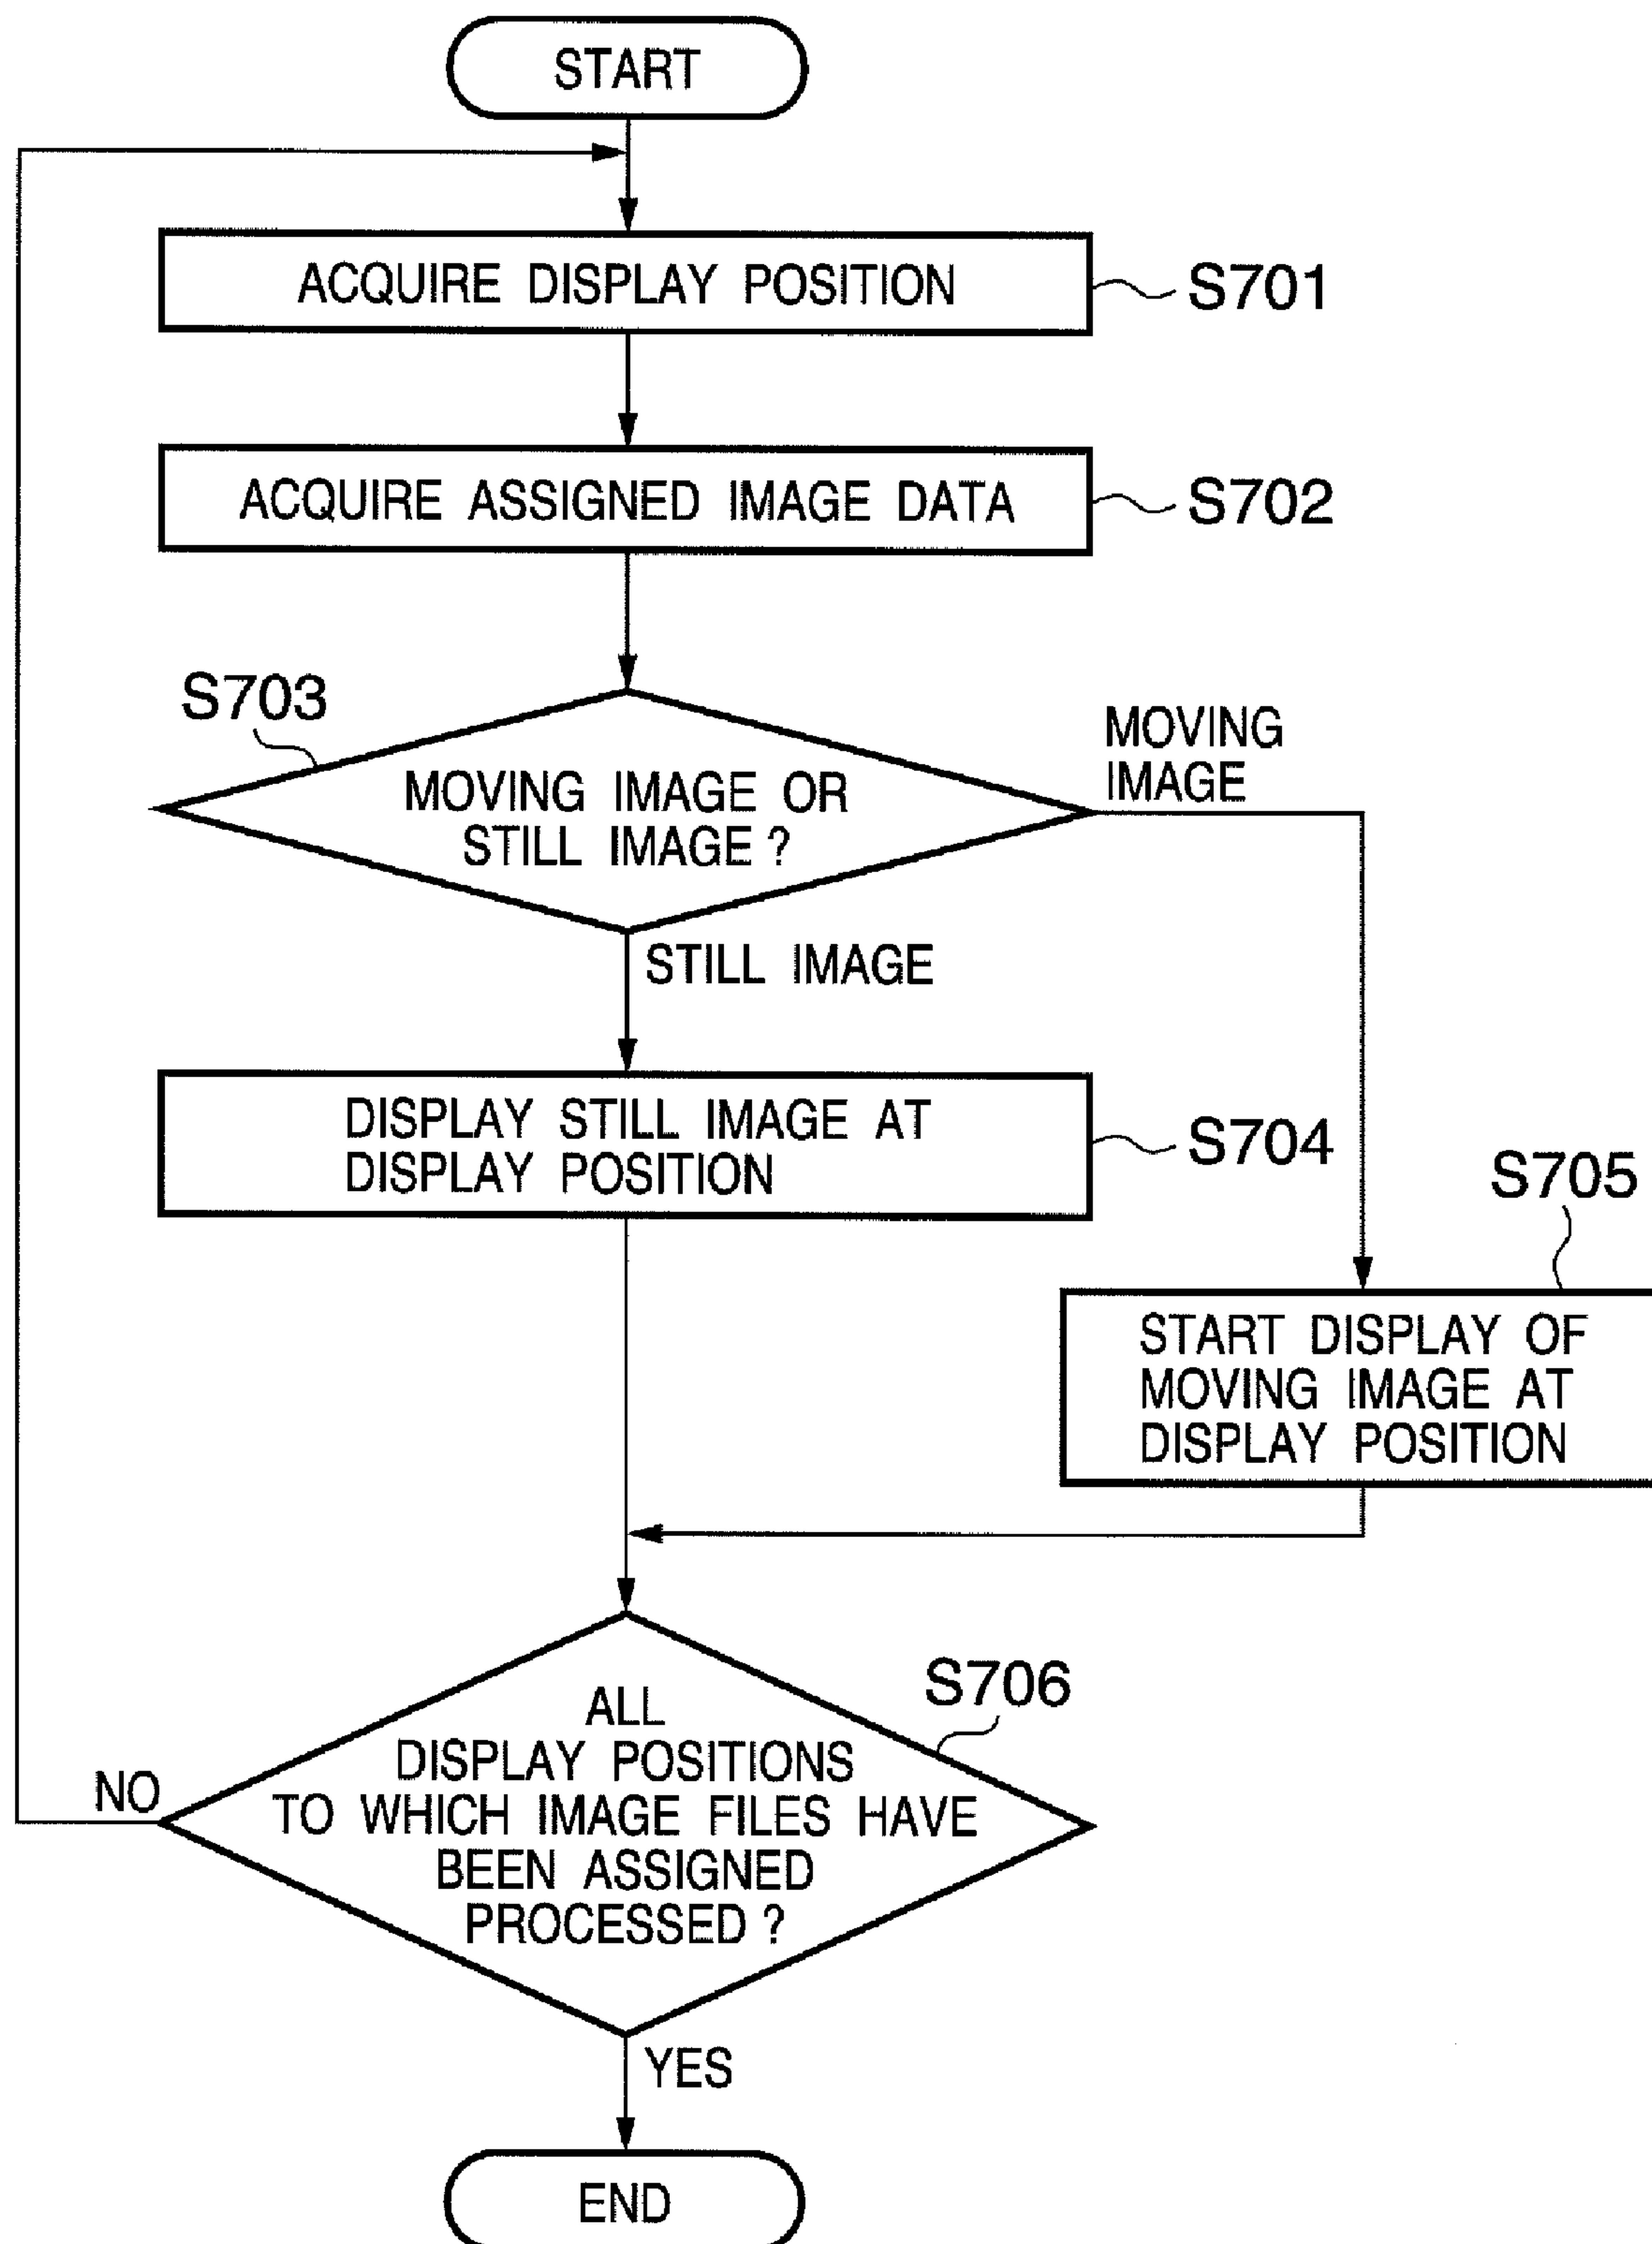 START
ACQUIRE DISPLAY POSITION
S701
ACQUIRE ASSIGNED IMAGE DATA
S702
S703
MOVING IMAGE OR
STILL IMAGE ?
MOVING
IMAGE
STILL IMAGE
DISPLAY STILL IMAGE AT
DISPLAY POSITION
S704
S705
START DISPLAY OF
MOVING IMAGE AT
DISPLAY POSITION
S706
ALL
DISPLAY POSITIONS
TO WHICH IMAGE FILES HAVE
BEEN ASSIGNED
PROCESSED ?
NO
YES
END